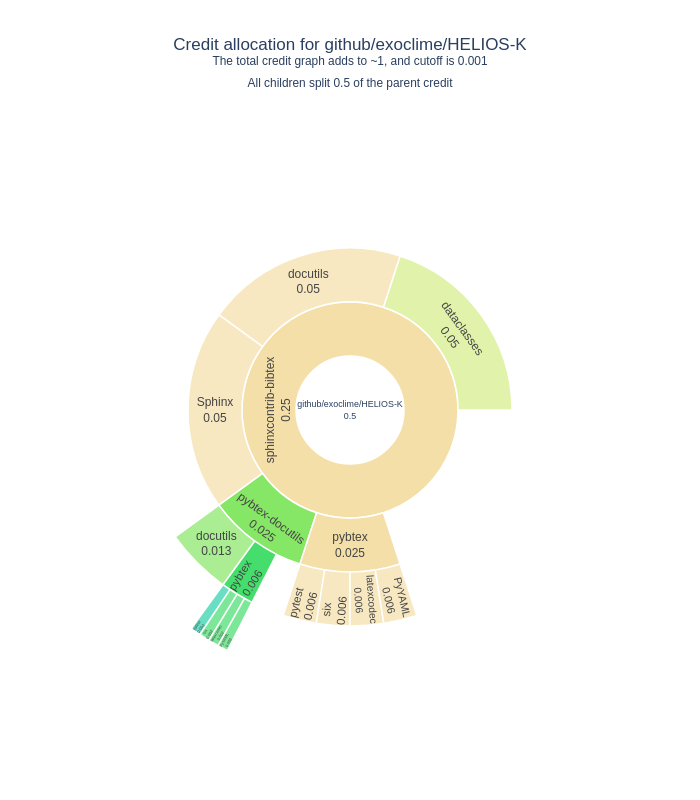 Credit allocation for github/exoclime/HELIOS-K
The total credit graph adds to ~1, and cutoff is 0.001
All children split 0.5 of the parent credit
docutils
0.05
dataclasses
0.05
Sphinx
0.05
sphinxcontrib-bibtex
0.25
github/exoclime/HELIOS-K
0.5
pybtex-docutils
0.025
docutils
0.013
pybtex
0.006
pybtex
0.025
pytest
0.006
six
0.006
latexcodec
0.006
PyYAML
0.006